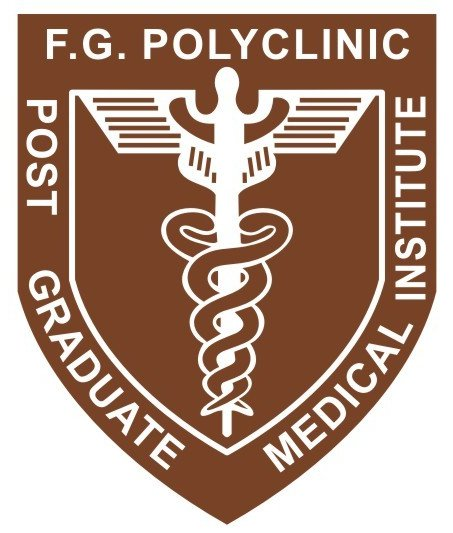 F.G. POLYCLINIC
POST GRADUATE MEDICAL INSTITUTE